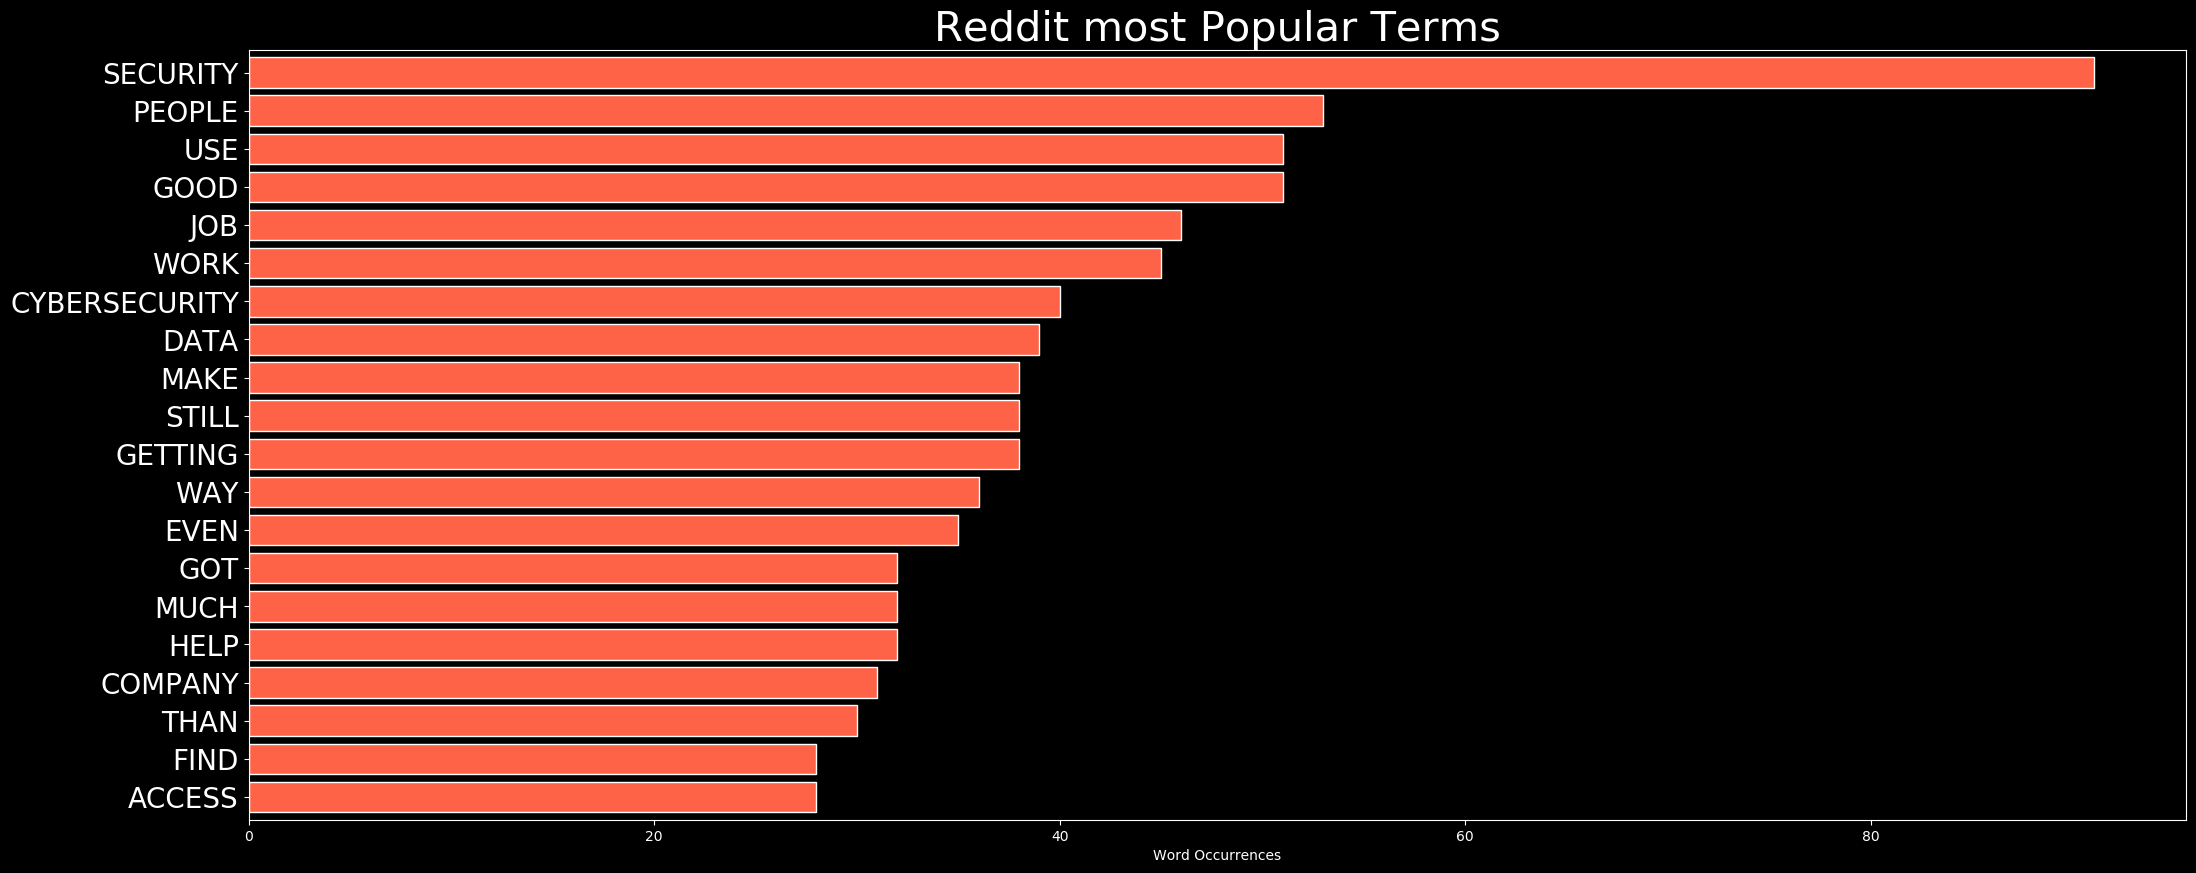 Reddit most Popular Terms
SECURITY
PEOPLE
USE
GOOD
JOB
WORK
CYBERSECURITY
DATA
MAKE
STILL
GETTING
WAY
EVEN
GOT
MUCH
HELP
COMPANY
THAN
FIND
ACCESS
0 20 40 60 80
Word Occurrences